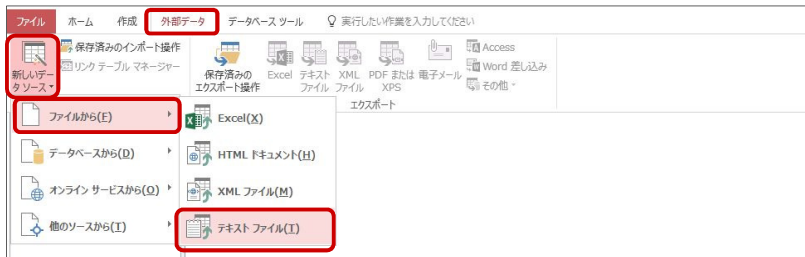 ファイル ホーム 作成 外部データ データベース ツール 実行したい作業を入力してください
新しいデー
タソース
保存済みのインポート操作
リンク テーブル マネージャー
保存済みの
エクスポート操作
Excel
テキスト
ファイル
XML
ファイル
PDF または
XPS
電子メール
Access
Word 差し込み
その他
エクスポート
ファイルから(F)
データベースから(D)
オンライン サービスから(O)
他のソースから(T)
Excel(X)
HTML ドキュメント(H)
XML ファイル(M)
テキスト ファイル(T)